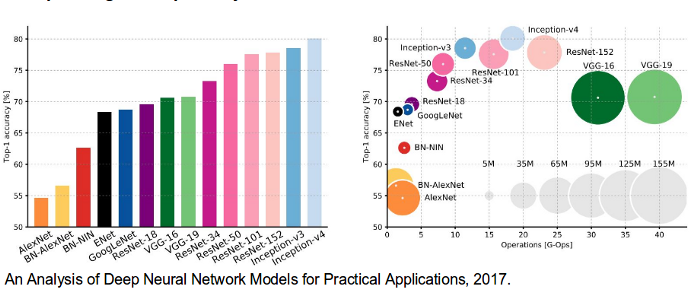 80
75
70
65
60
55
50
Top-1 accuracy [%]
AlexNet
BN-AlexNet
BN-NIN
ENet
GoogLeNet
ResNet-18
VGG-16
VGG-19
ResNet-34
ResNet-50
ResNet-101
ResNet-152
Inception-v3
Inception-v4
80
75
70
65
60
55
50
Top-1 accuracy [%]
Inception-v4
Inception-v3
ResNet-152
ResNet-50
ResNet-101
VGG-16
VGG-19
ResNet-34
ResNet-18
GoogLeNet
ENet
BN-NIN
5M 35M 65M 95M 125M 155M
BN-AlexNet
AlexNet
0 5 10 15 20 25 30 35 40
Operations [G-Ops]
An Analysis of Deep Neural Network Models for Practical Applications, 2017.